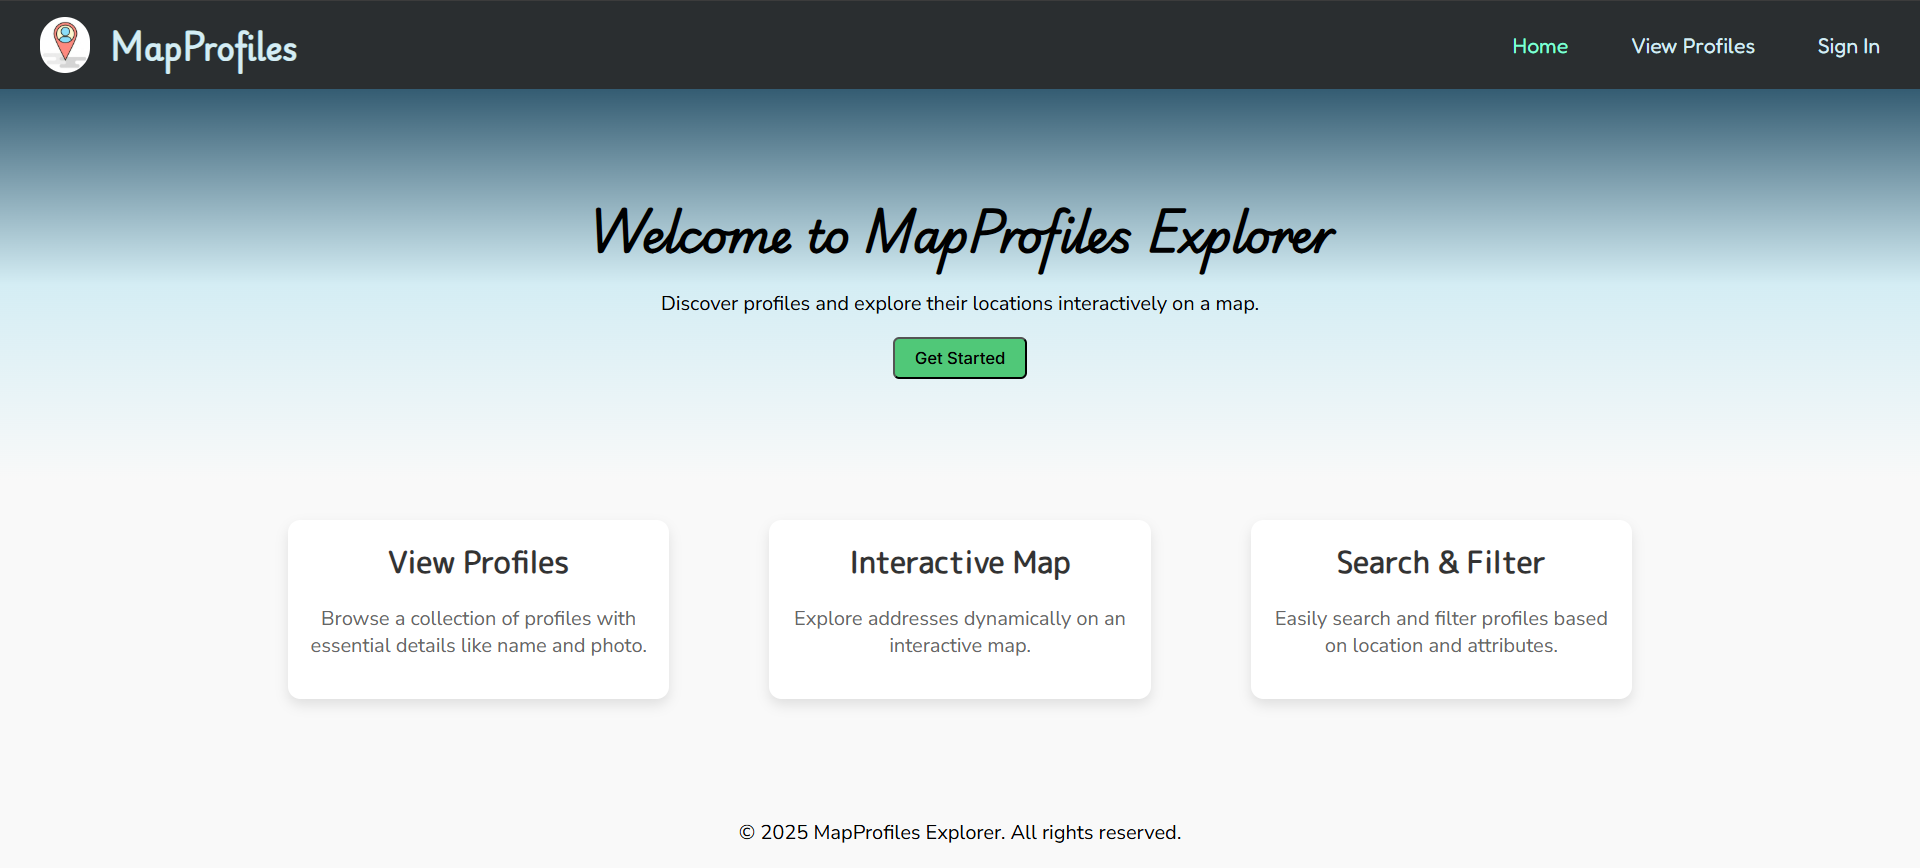 MapProfiles
Home
View Profiles
Sign In
Welcome to MapProfiles Explorer
Discover profiles and explore their locations interactively on a map.
Get Started
View Profiles
Browse a collection of profiles with
essential details like name and photo.
Interactive Map
Explore addresses dynamically on an
interactive map.
Search & Filter
Easily search and filter profiles based
on location and attributes.
© 2025 MapProfiles Explorer. All rights reserved.